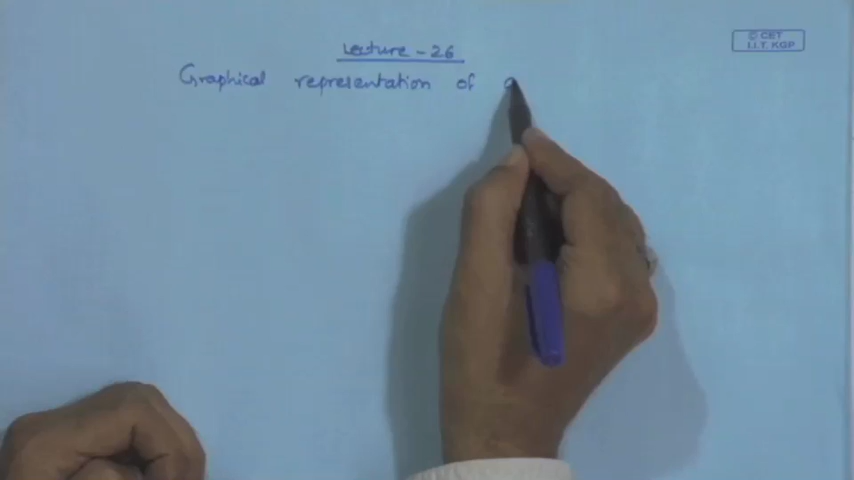 Lecture - 26
© CET
I.I.T. KGP
Graphical representation of